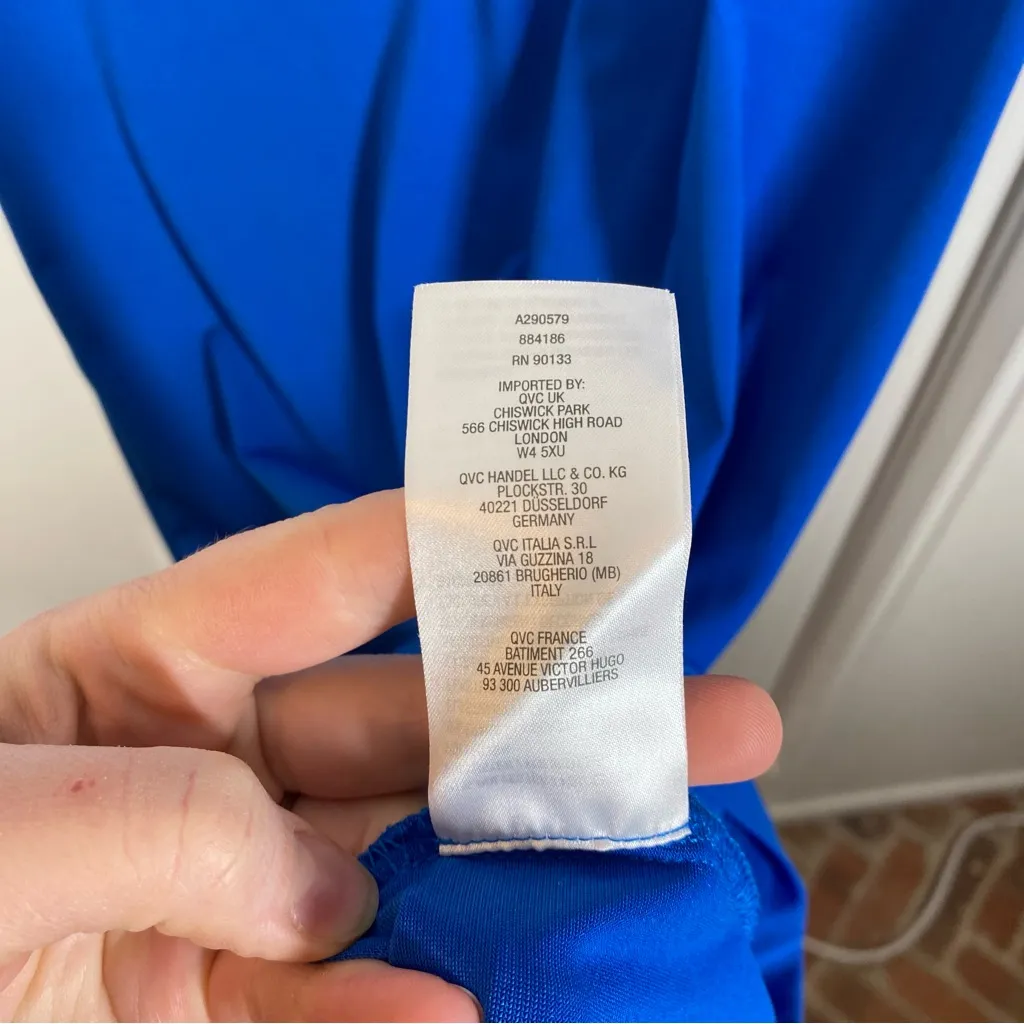 A290579
884186
RN 90133
IMPORTED BY:
QVC UK
CHISWICK PARK
566 CHISWICK HIGH ROAD
LONDON
W4 5XU
QVC HANDEL LLC & CO. KG
PLOCKSTR. 30
40221 DÜSSELDORF
GERMANY
QVC ITALIA S.R.L
VIA GUZZINA 18
20861 BRUGHERIO (MB)
ITALY
QVC FRANCE
BATIMENT 266
45 AVENUE VICTOR HUGO
93 300 AUBERVILLIERS